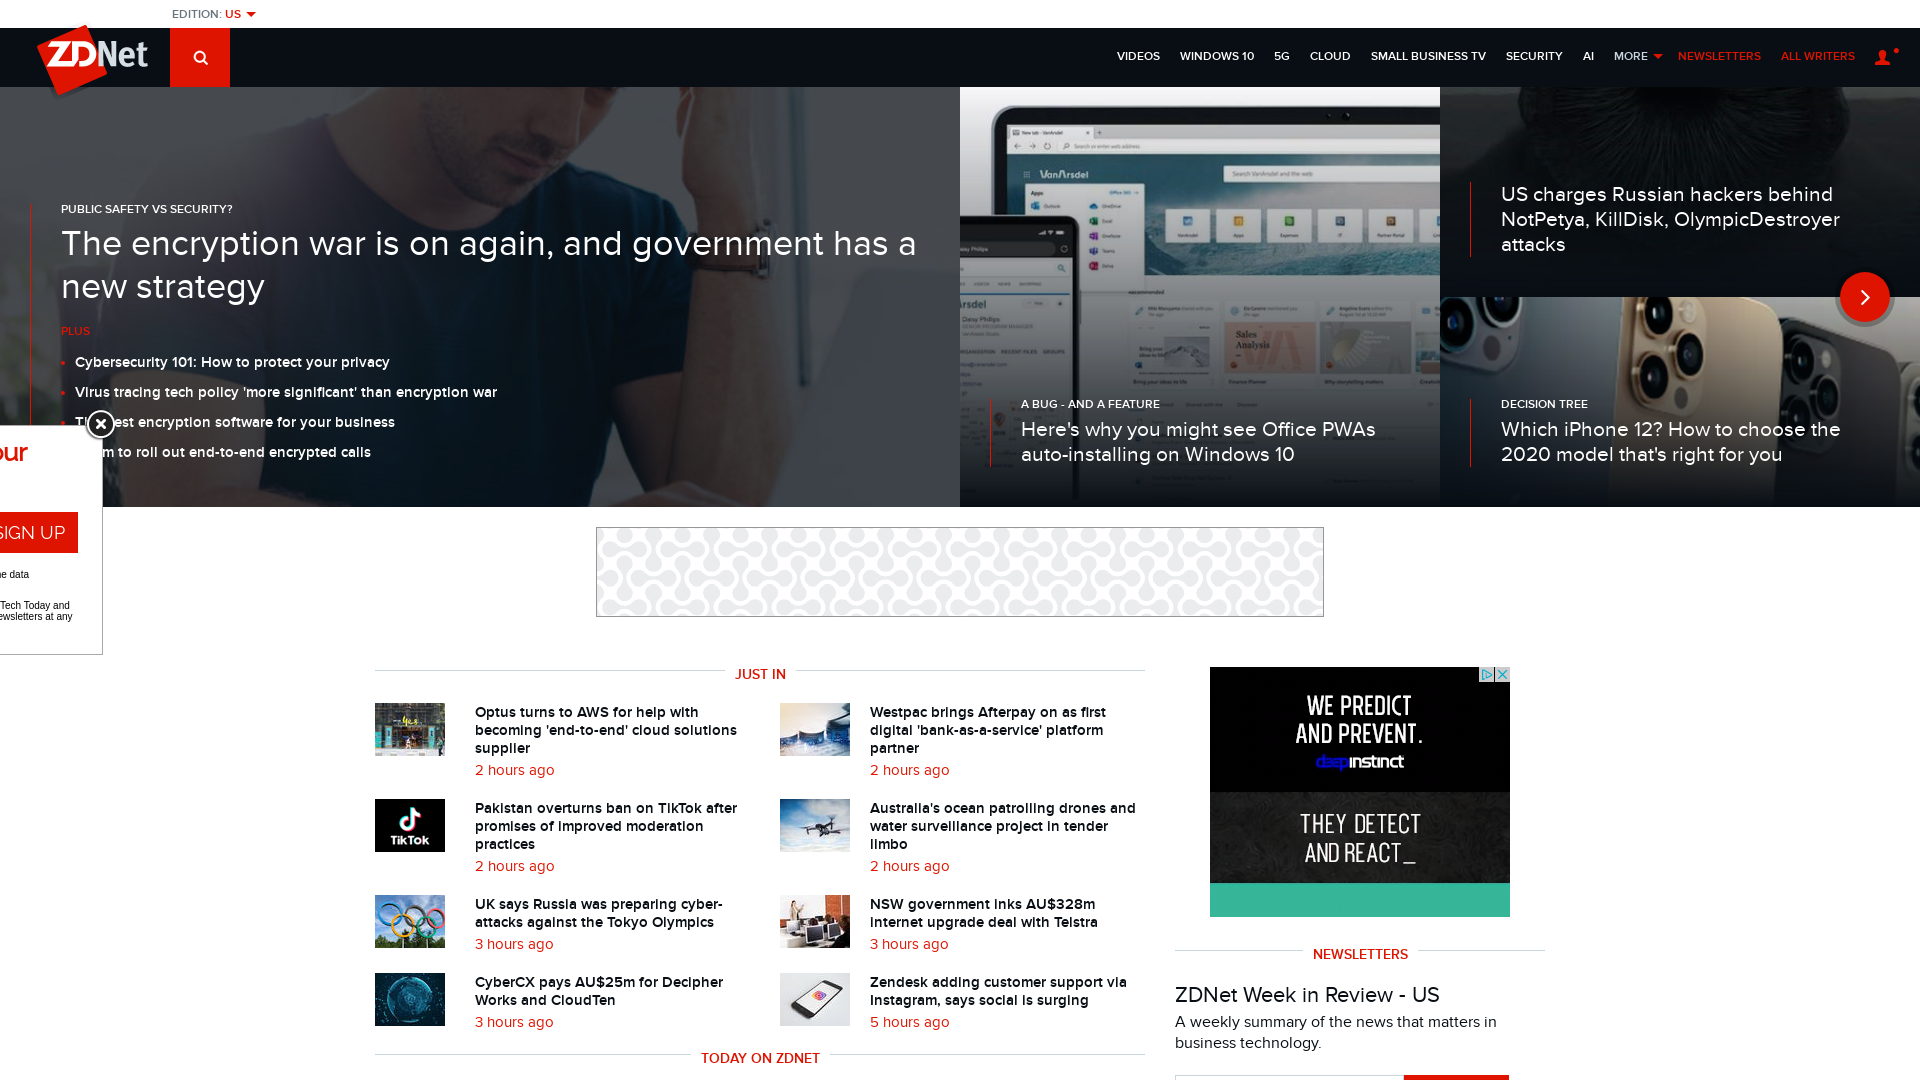 EDITION: US
ZDNet
VIDEOS WINDOWS 10 5G CLOUD SMALL BUSINESS TV SECURITY AI MORE NEWSLETTERS ALL WRITERS
PUBLIC SAFETY VS SECURITY?
The encryption war is on again, and government has a
new strategy
PLUS
Cybersecurity 101: How to protect your privacy
Virus tracing tech policy 'more significant' than encryption war
encryption software for your business
to roll out end-to-end encrypted calls
SIGN UP
data
Tech Today and
at any
A BUG - AND A FEATURE
Here's why you might see Office PWAs
auto-installing on Windows 10
US charges Russian hackers behind
NotPetya, KillDisk, OlympicDestroyer
attacks
DECISION TREE
Which iPhone 12? How to choose the
2020 model that's right for you
VanArsdel
Search VanArsdel and the web
Apps
Sales
Analysis
JUST IN
Optus turns to AWS for help with
becoming 'end-to-end' cloud solutions
supplier
2 hours ago
Westpac brings Afterpay on as first
digital 'bank-as-a-service' platform
partner
2 hours ago
TikTok
Pakistan overturns ban on TikTok after
promises of improved moderation
practices
2 hours ago
Australia's ocean patrolling drones and
water surveillance project in tender
limbo
2 hours ago
UK says Russia was preparing cyber-
attacks against the Tokyo Olympics
3 hours ago
NSW government inks AU$328m
internet upgrade deal with Telstra
3 hours ago
CyberCX pays AU$25m for Decipher
Works and CloudTen
3 hours ago
Zendesk adding customer support via
Instagram, says social is surging
5 hours ago
TODAY ON ZDNET
WE PREDICT
AND PREVENT.
deepinstinct
THEY DETECT
AND REACT_
NEWSLETTERS
ZDNet Week in Review - US
A weekly summary of the news that matters in
business technology.